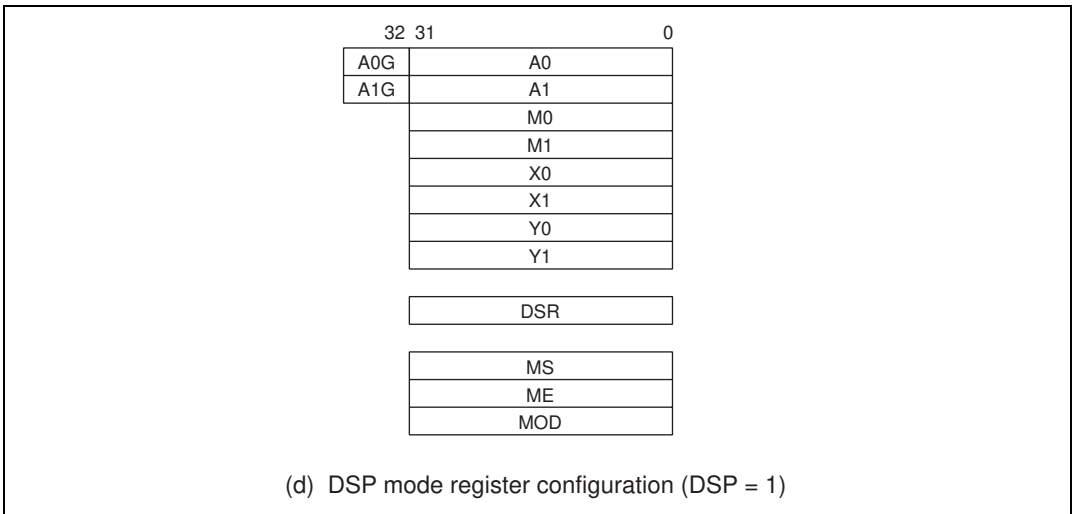 32 31 0
A0G A0
A1G A1
M0
M1
X0
X1
Y0
Y1
DSR
MS
ME
MOD
(d) DSP mode register configuration (DSP = 1)